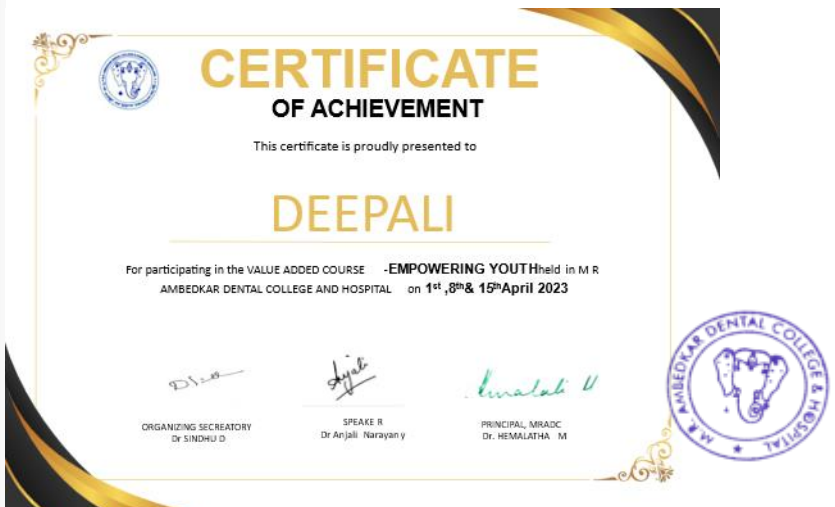 CERTIFICATE
OF ACHIEVEMENT
This certificate is proudly presented to
DEEPALI
For participating in the VALUE ADDED COURSE -EMPOWERING YOUTHheld in M R
AMBEDKAR DENTAL COLLEGE AND HOSPITAL on 1st ,8th& 15thApril 2023
Anjali
ORGANIZING SECREATORY
Dr SINDHU D
SPEAKE R
Dr Anjali Narayan y
PRINCIPAL, MRADC
Dr. HEMALATHA M
M.R. AMBEDKAR DENTAL COLLEGE & HOSPITAL